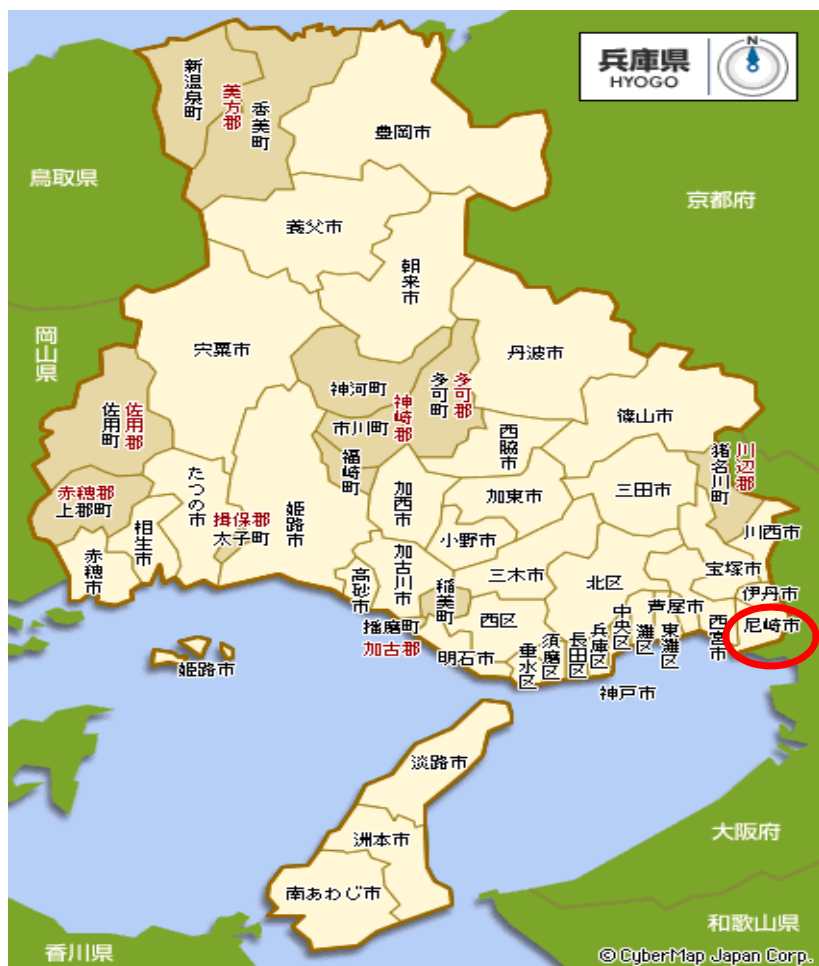 兵庫県
HYOGO
N
新温泉町
美方郡
香美町
豊岡市
鳥取県
京都府
養父市
朝来市
岡山県
宍粟市
丹波市
神河町
神崎郡
多可町
多可郡
佐用町
佐用郡
市川町
篠山市
西脇市
猪名川町
川辺郡
福崎町
たつの市
赤穂郡
上郡町
加西市
加東市
三田市
姫路市
揖保郡
太子町
相生市
川西市
小野市
赤穂市
加古川市
高砂市
三木市
北区
宝塚市
伊丹市
稲美町
西区
中央区
芦屋市
尼崎市
播磨町
加古郡
明石市
垂水区
須磨区
長田区
兵庫区
灘区
東灘区
西宮市
姫路市
神戸市
淡路市
洲本市
南あわじ市
大阪府
和歌山県
香川県
© CyberMap Japan Corp.